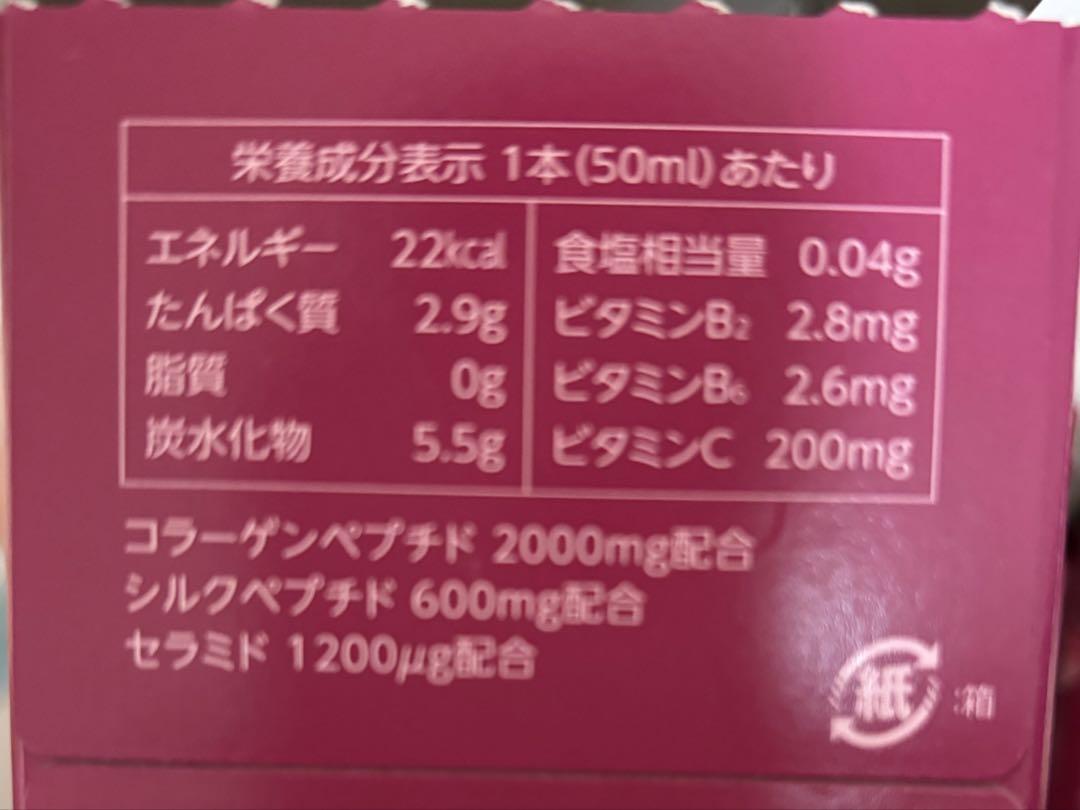 栄養成分表示 1本(50ml)あたり
エネルギー 22kcal
たんぱく質 2.9g
脂質 0g
炭水化物 5.5g
食塩相当量 0.04g
ビタミンB₂ 2.8mg
ビタミンB₆ 2.6mg
ビタミンC 200mg
コラーゲンペプチド 2000mg配合
シルクペプチド 600mg配合
セラミド 1200μg配合
紙 :箱